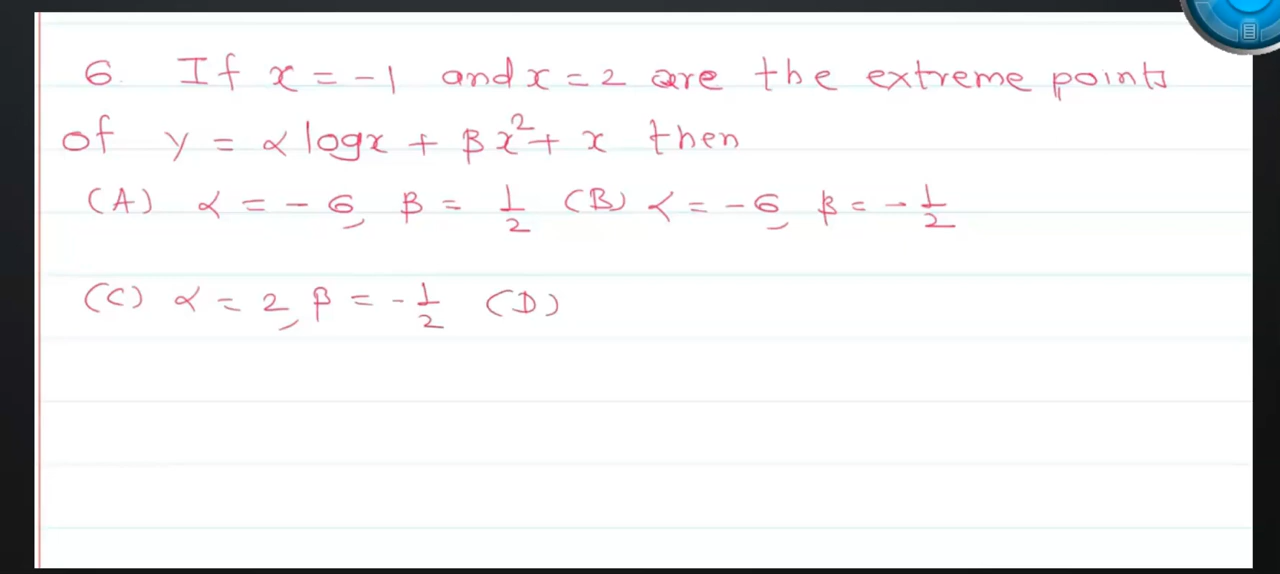 6. If x = -1 and x = 2 are the extreme points
of y = α log x + βx² + x then
(A) α = -6, β = 1/2 (B) α = -6, β = -1/2
(C) α = 2, β = -1/2 (D)